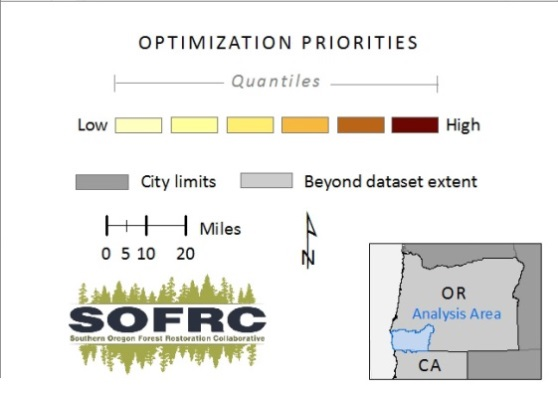 OPTIMIZATION PRIORITIES
Quantiles
Low High
City limits Beyond dataset extent
Miles
0 5 10 20
N
SOFRC
Southern Oregon Forest Restoration Collaborative
OR
Analysis Area
CA